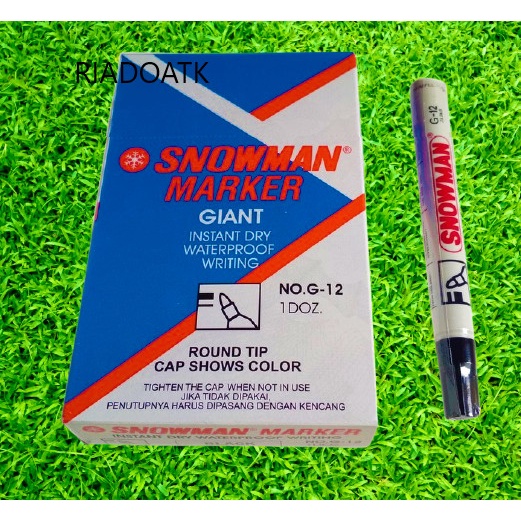 RIADOATK
SNOWMAN®
MARKER
GIANT
INSTANT DRY
WATERPROOF
WRITING
NO.G-12
1 DOZ.
ROUND TIP
CAP SHOWS COLOR
TIGHTEN THE CAP WHEN NOT IN USE
JIKA TIDAK DIPAKAI,
PENUTUPNYA HARUS DIPASANG DENGAN KENCANG
SNOWMAN MARKER
INSTANT DRY WATERPROOF WRITING
SNOWMAN®
G-12